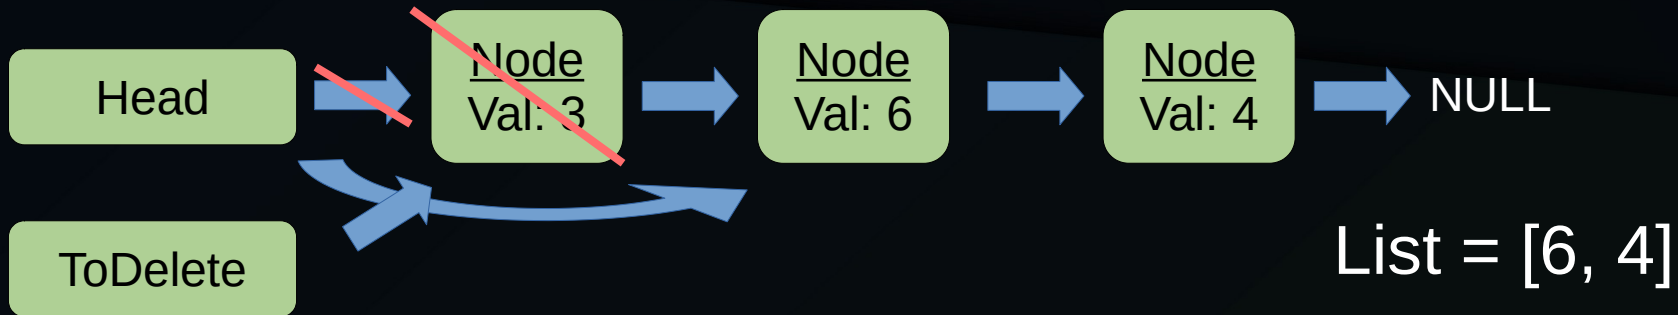 Head
Node
Val: 3
Node
Val: 6
Node
Val: 4
NULL
ToDelete
List = [6, 4]